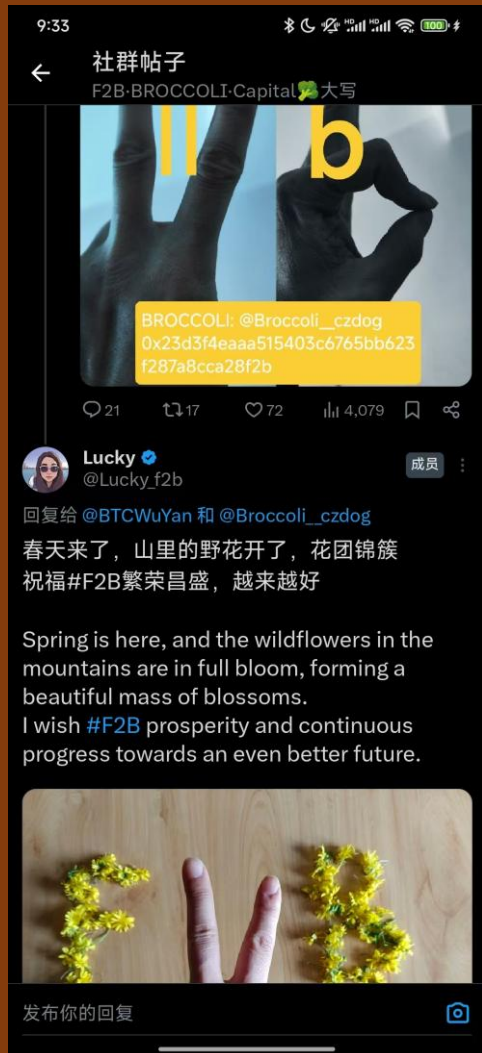 9:33
HD HD 100
社群帖子
F2B·BROCCOLI·Capital🥦大写
ll b
BROCCOLI: @Broccoli__czdog
0x23d3f4eaaa515403c6765bb623
f287a8cca28f2b
21 17 72 4,079
Lucky
@Lucky_f2b
成员
回复给 @BTCWuYan 和 @Broccoli__czdog
春天来了，山里的野花开了，花团锦簇
祝福#F2B繁荣昌盛，越来越好
Spring is here, and the wildflowers in the
mountains are in full bloom, forming a
beautiful mass of blossoms.
I wish #F2B prosperity and continuous
progress towards an even better future.
F B
发布你的回复